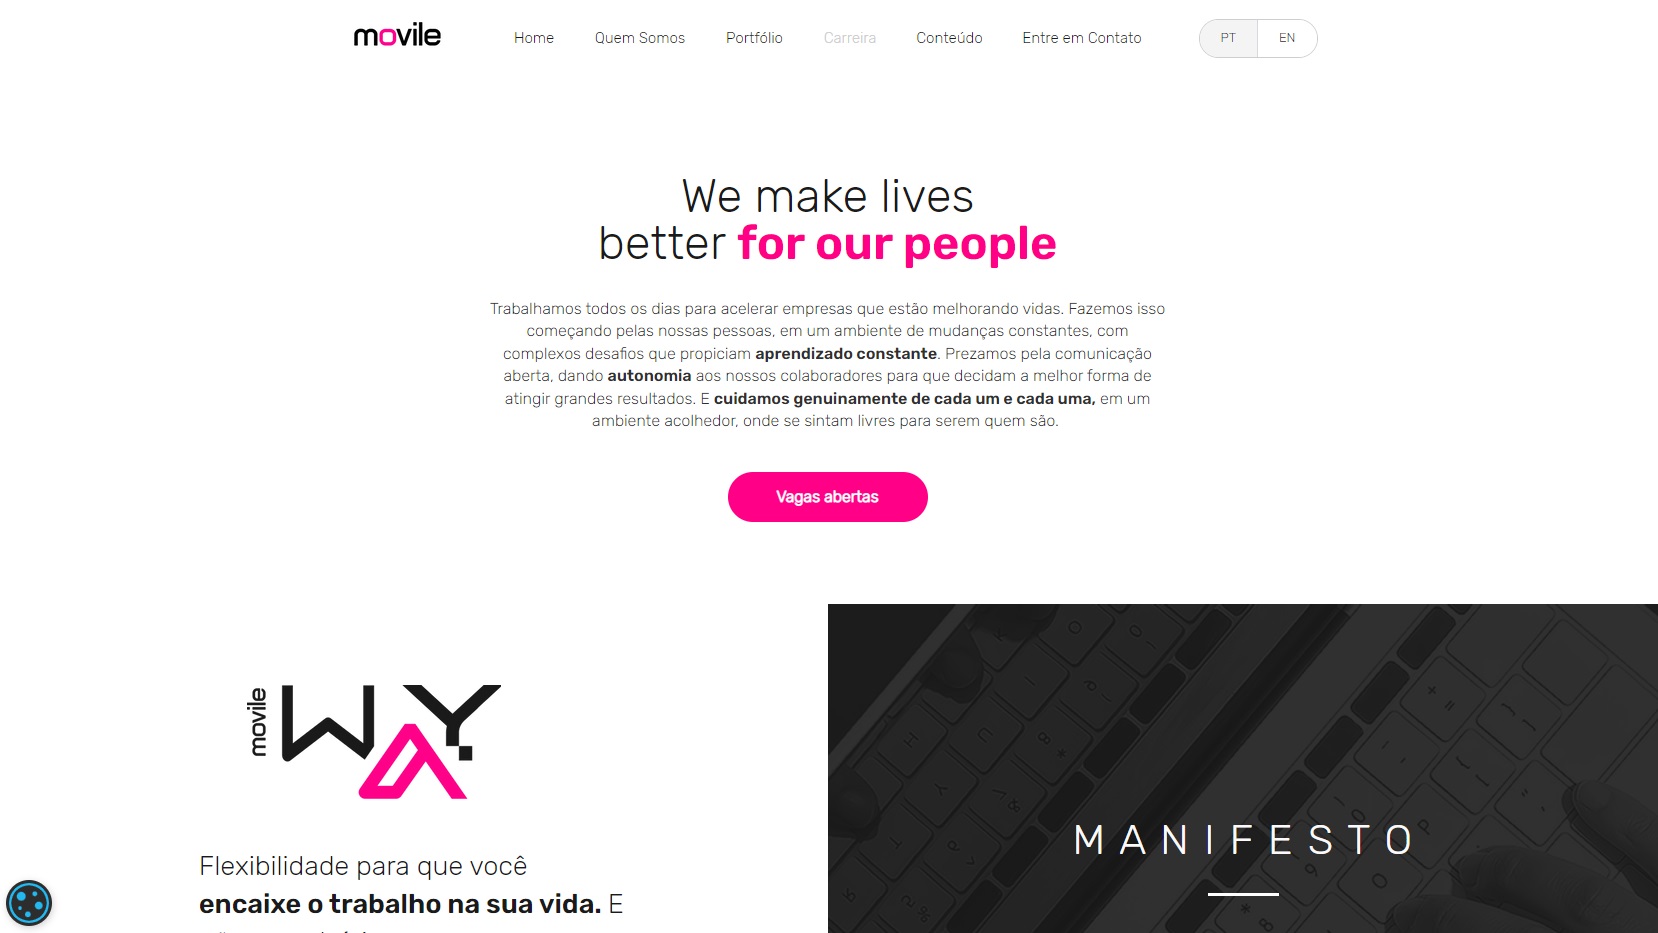 movile
Home
Quem Somos
Portfólio
Carreira
Conteúdo
Entre em Contato
PT
EN
We make lives
better for our people
Trabalhamos todos os dias para acelerar empresas que estão melhorando vidas. Fazemos isso
começando pelas nossas pessoas, em um ambiente de mudanças constantes, com
complexos desafios que propiciam aprendizado constante. Prezamos pela comunicação
aberta, dando autonomia aos nossos colaboradores para que decidam a melhor forma de
atingir grandes resultados. E cuidamos genuinamente de cada um e cada uma, em um
ambiente acolhedor, onde se sintam livres para serem quem são.
Vagas abertas
movile
WAY
MANIFESTO
Flexibilidade para que você
encaixe o trabalho na sua vida. E